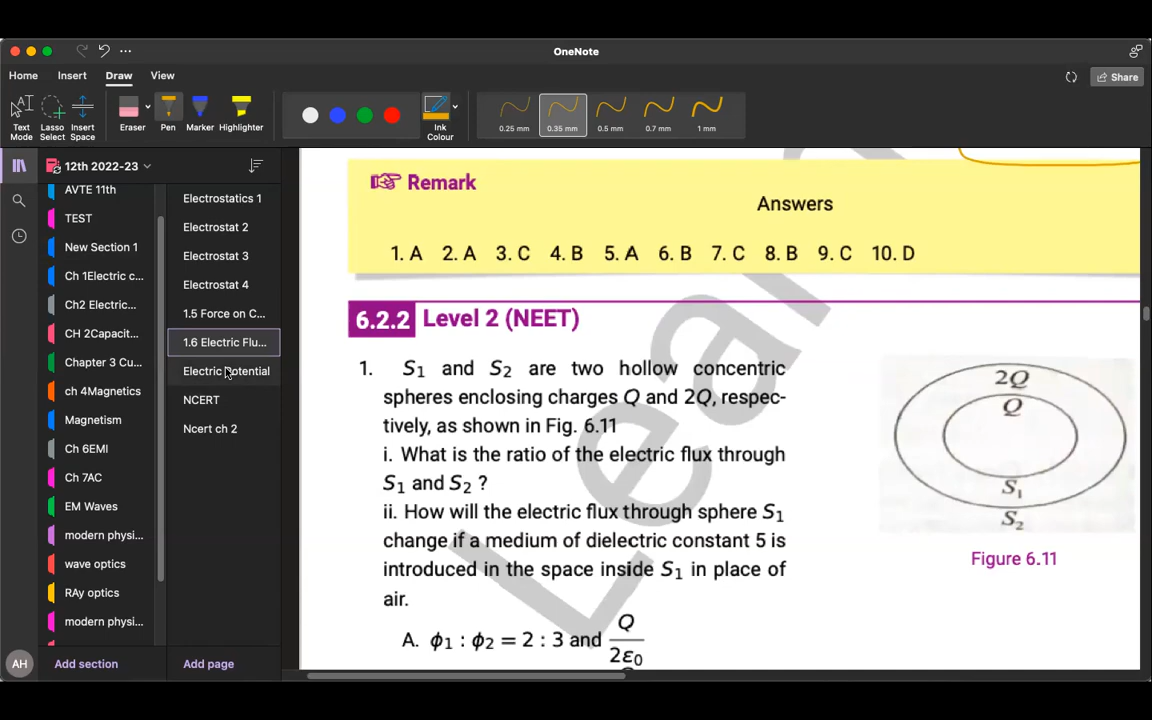 OneNote
Home Insert Draw View
Share
Text Mode
Lasso Select
Insert Space
Eraser
Pen
Marker
Highlighter
Ink Colour
0.25 mm
0.35 mm
0.5 mm
0.7 mm
1 mm
12th 2022-23
AVTE 11th
TEST
New Section 1
Ch 1Electric c...
Ch2 Electric...
CH 2Capacit...
Chapter 3 Cu...
ch 4Magnetics
Magnetism
Ch 6EMI
Ch 7AC
EM Waves
modern physi...
wave optics
RAy optics
modern physi...
AH
Add section
Electrostatics 1
Electrostat 2
Electrostat 3
Electrostat 4
1.5 Force on C...
1.6 Electric Flu...
Electric Potential
NCERT
Ncert ch 2
Add page
Remark
Answers
1. A 2. A 3. C 4. B 5. A 6. B 7. C 8. B 9. C 10. D
6.2.2 Level 2 (NEET)
1. S₁ and S₂ are two hollow concentric
spheres enclosing charges Q and 2Q, respec-
tively, as shown in Fig. 6.11
i. What is the ratio of the electric flux through
S₁ and S₂ ?
ii. How will the electric flux through sphere S₁
change if a medium of dielectric constant 5 is
introduced in the space inside S₁ in place of
air.
A. ϕ₁ : ϕ₂ = 2 : 3 and Q/2ε₀
2Q
Q
S₁
S₂
Figure 6.11